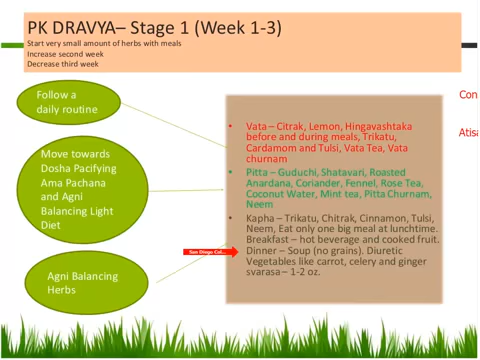 PK DRAVYA– Stage 1 (Week 1-3)
Start very small amount of herbs with meals
Increase second week
Decrease third week
Follow a
daily routine
Move towards
Dosha Pacifying
Ama Pachana
and Agni
Balancing Light
Diet
Agni Balancing
Herbs
• Vata – Citrak, Lemon, Hingavashtaka
before and during meals, Trikatu,
Cardamom and Tulsi, Vata Tea, Vata
churnam
• Pitta – Guduchi, Shatavari, Roasted
Anardana, Coriander, Fennel, Rose Tea,
Coconut Water, Mint tea, Pitta Churnam,
Neem
• Kapha – Trikatu, Chitrak, Cinnamon, Tulsi,
Neem, Eat only one big meal at lunchtime.
Breakfast – hot beverage and cooked fruit.
Dinner – Soup (no grains). Diuretic
Vegetables like carrot, celery and ginger
svarasa – 1-2 oz.
San Diego Col...
Con
Atisa